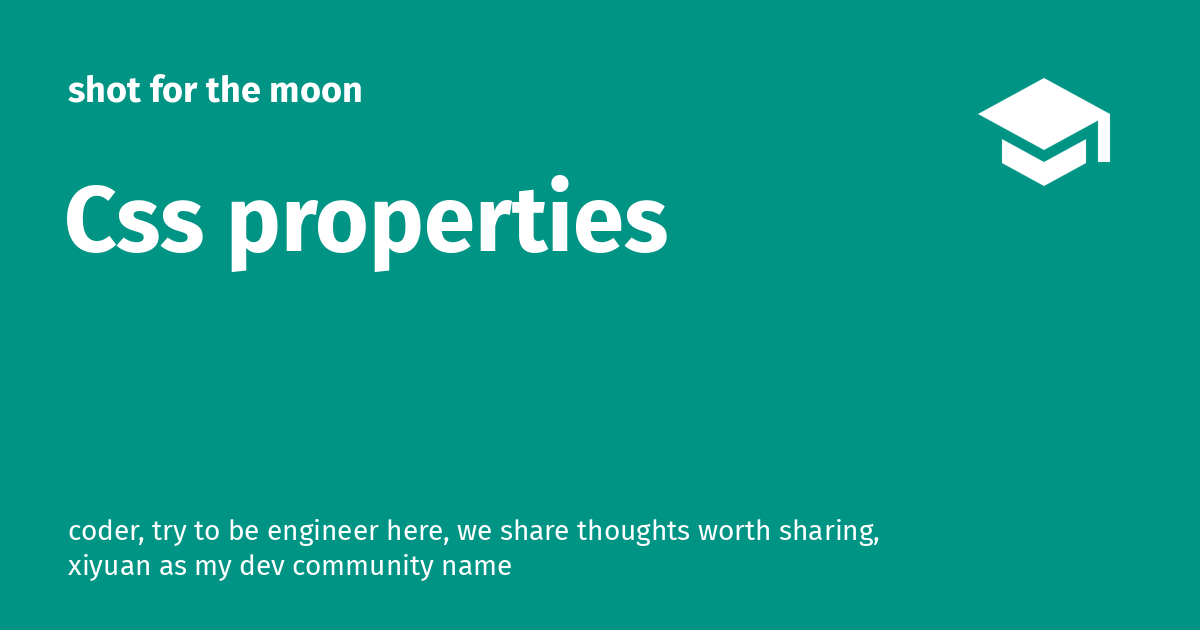 shot for the moon
Css properties
coder, try to be engineer here, we share thoughts worth sharing,
xiyuan as my dev community name